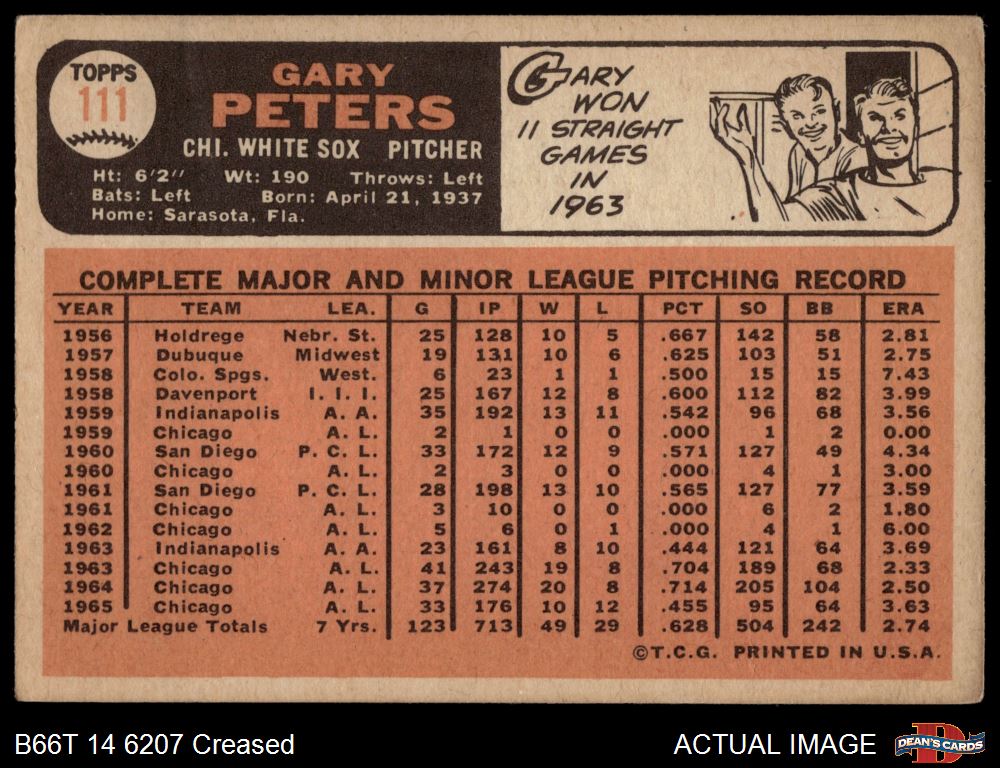 TOPPS
111
GARY
PETERS
CHI. WHITE SOX PITCHER
Ht: 6'2" Wt: 190 Throws: Left
Bats: Left Born: April 21, 1937
Home: Sarasota, Fla.
GARY
WON
11 STRAIGHT
GAMES
IN
1963
COMPLETE MAJOR AND MINOR LEAGUE PITCHING RECORD
YEAR TEAM LEA. G IP W L PCT SO BB ERA
1956 Holdrege Nebr. St. 25 128 10 5 .667 142 58 2.81
1957 Dubuque Midwest 19 131 10 6 .625 103 51 2.75
1958 Colo. Spgs. West. 6 23 1 1 .500 15 15 7.43
1958 Davenport I. I. I. 25 167 12 8 .600 112 82 3.99
1959 Indianapolis A. A. 35 192 13 11 .542 96 68 3.56
1959 Chicago A. L. 2 1 0 0 .000 1 2 0.00
1960 San Diego P. C. L. 33 172 12 9 .571 127 49 4.34
1960 Chicago A. L. 2 3 0 0 .000 4 1 3.00
1961 San Diego P. C. L. 28 198 13 10 .565 127 77 3.59
1961 Chicago A. L. 3 10 0 0 .000 6 2 1.80
1962 Chicago A. L. 5 6 0 1 .000 4 1 6.00
1963 Indianapolis A. A. 23 161 8 10 .444 121 64 3.69
1963 Chicago A. L. 41 243 19 8 .704 189 68 2.33
1964 Chicago A. L. 37 274 20 8 .714 205 104 2.50
1965 Chicago A. L. 33 176 10 12 .455 95 64 3.63
Major League Totals 7 Yrs. 123 713 49 29 .628 504 242 2.74
©T.C.G. PRINTED IN U.S.A.
B66T 14 6207 Creased
ACTUAL IMAGE
D
DEAN'S CARDS